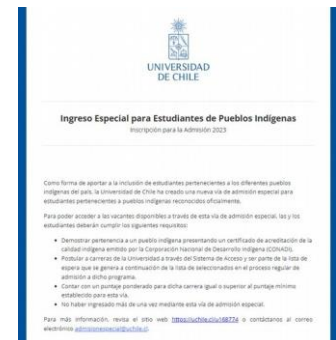 UNIVERSIDAD
DE CHILE
Ingreso Especial para Estudiantes de Pueblos Indígenas
Inscripción para la Admisión 2023
Como forma de aportar a la inclusión de estudiantes pertenecientes a los diferentes pueblos
indígenas del país, la Universidad de Chile ha creado una nueva vía de admisión especial para
estudiantes pertenecientes a pueblos indígenas reconocidos oficialmente.
Para poder acceder a las vacantes disponibles a través de esta vía de admisión especial, las y los
estudiantes deberán cumplir los siguientes requisitos:
• Demostrar pertenencia a un pueblo indígena presentando un certificado de acreditación de la
calidad indígena emitido por la Corporación Nacional de Desarrollo Indígena (CONADI).
• Postular a carreras de la Universidad a través del Sistema de Acceso y ser parte de la lista de
espera que se genera a continuación de la lista de seleccionados en el proceso regular de
admisión a dicho programa.
• Contar con un puntaje ponderado para dicha carrera igual o superior al puntaje mínimo
establecido para esta vía.
• No haber ingresado más de una vez mediante esta vía de admisión especial.
Para más información, revisa el sitio web https://uchile.cl/u188774 o contáctanos al correo
electrónico admisionespecial@uchile.cl.